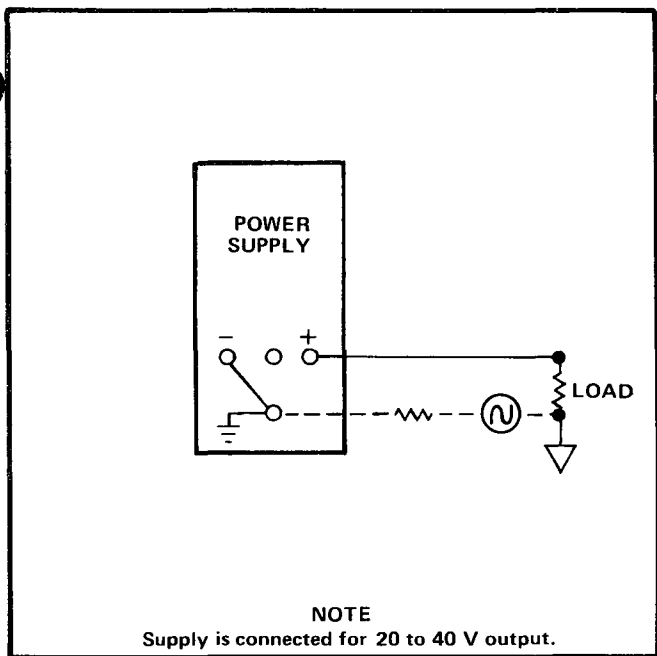 POWER
SUPPLY
- +
LOAD
NOTE
Supply is connected for 20 to 40 V output.